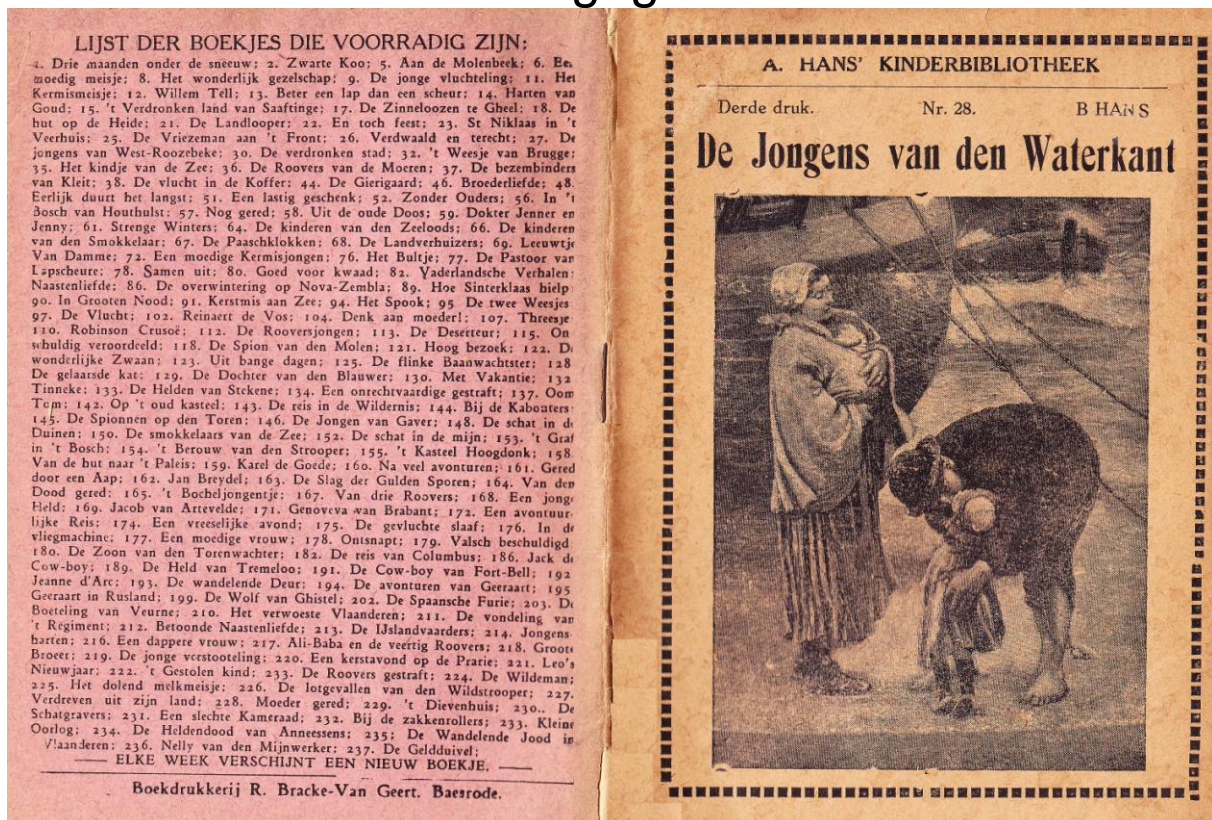 LIJST DER BOEKJES DIE VOORRADIG ZIJN:
1. Drie maanden onder de sneeuw; 2. Zwarte Koo; 5. Aan de Molenbeek; 6. Een
moedig meisje; 8. Het wonderlijk gezelschap; 9. De jonge vluchteling; 11. Het
Kermismeisje; 12. Willem Tell; 13. Beter een lap dan een scheur; 14. Harten van
Goud; 15. 't Verdronken land van Saaftinge; 17. De Zinneloozen te Gheel; 18. De
hut op de Heide; 21. De Landlooper; 22. En toch feest; 23. St Niklaas in 't
Veerhuis; 25. De Vriezeman aan 't Front; 26. Verdwaald en terecht; 27. De
jongens van West-Roozebeke; 30. De verdronken stad; 32. 't Weesje van Brugge;
35. Het kindje van de Zee; 36. De Roovers van de Moeren; 37. De bezembinders
van Kleit; 38. De vlucht in de Koffer; 44. De Gierigaard; 46. Broederliefde; 48.
Eerlijk duurt het langst; 51. Een lastig geschenk; 52. Zonder Ouders; 56. In 't
Bosch van Houthulst; 57. Nog gered; 58. Uit de oude Doos; 59. Dokter Jenner en
Jenny; 61. Strenge Winters; 64. De kinderen van den Zeeloods; 66. De kinderen
van den Smokkelaar; 67. De Paaschklokken; 68. De Landverhuizers; 69. Leeuwtje
Van Damme; 72. Een moedige Kermisjongen; 76. Het Bultje; 77. De Pastoor van
Lapscheure; 78. Samen uit; 80. Goed voor kwaad; 82. Vaderlandsche Verhalen;
Naastenliefde; 86. De overwintering op Nova-Zembla; 89. Hoe Sinterklaas hielp
90. In Grooten Nood; 91. Kerstmis aan Zee; 94. Het Spook; 95 De twee Weesjes
97. De Vlucht; 102. Reinaert de Vos; 104. Denk aan moeder!; 107. Threesje
110. Robinson Crusoë; 112. De Rooversjongen; 113. De Deserteur; 115. On
schuldig veroordeeld; 118. De Spion van den Molen; 121. Hoog bezoek; 122. De
wonderlijke Zwaan; 123. Uit bange dagen; 125. De flinke Baanwachtster; 128
De gelaarsde kat; 129. De Dochter van den Blauwer; 130. Met Vakantie; 132
Tinneke; 133. De Helden van Stekene; 134. Een onrechtvaardige gestraft; 137. Oom
Tom; 142. Op 't oud kasteel; 143. De reis in de Wildernis; 144. Bij de Kabouters
145. De Spionnen op den Toren; 146. De Jongen van Gaver; 148. De schat in de
Duinen; 150. De smokkelaars van de Zee; 152. De schat in de mijn; 153. 't Graf
in 't Bosch; 154. 't Berouw van den Strooper; 155. 't Kasteel Hoogdonk; 158
Van de hut naar 't Paleis; 159. Karel de Goede; 160. Na veel avonturen; 161. Gered
door een Aap; 162. Jan Breydel; 163. De Slag der Gulden Sporen; 164. Van den
Dood gered; 165. 't Bocheljongentje; 167. Van drie Roovers; 168. Een jonge
Held; 169. Jacob van Artevelde; 171. Genoveva van Brabant; 172. Een avontuur-
lijke Reis; 174. Een vreeselijke avond; 175. De gevluchte slaaf; 176. In de
vliegmachine; 177. Een moedige vrouw; 178. Ontsnapt; 179. Valsch beschuldigd
180. De Zoon van den Torenwachter; 182. De reis van Columbus; 186. Jack de
Cow-boy; 189. De Held van Tremeloo; 191. De Cow-boy van Fort-Bell; 192
Jeanne d'Arc; 193. De wandelende Deur; 194. De avonturen van Geeraart; 195
Geeraart in Rusland; 199. De Wolf van Ghistel; 202. De Spaansche Furie; 203. De
Boeteling van Veurne; 210. Het verwoeste Vlaanderen; 211. De vondeling van
't Regiment; 212. Betoonde Naastenliefde; 213. De IJslandvaarders; 214. Jongens-
harten; 216. Een dappere vrouw; 217. Ali-Baba en de veertig Roovers; 218. Groote
Broer; 219. De jonge verstooteling; 220. Een kerstavond op de Prarie; 221. Leo's
Nieuwjaar; 222. 't Gestolen kind; 233. De Roovers gestraft; 224. De Wildeman;
225. Het dolend melkmeisje; 226. De lotgevallen van den Wildstrooper; 227.
Verdreven uit zijn land; 228. Moeder gered; 229. 't Dievenhuis; 230.. De
Schatgravers; 231. Een slechte Kameraad; 232. Bij de zakkenrollers; 233. Kleine
Oorlog; 234. De Heldendood van Anneessens; 235; De Wandelende Jood in
Vlaanderen; 236. Nelly van den Mijnwerker; 237. De Geldduivel;
ELKE WEEK VERSCHIJNT EEN NIEUW BOEKJE.
Boekdrukkerij R. Bracke-Van Geert. Baesrode.
A. HANS' KINDERBIBLIOTHEEK
Derde druk. Nr. 28. B HANS
De Jongens van den Waterkant